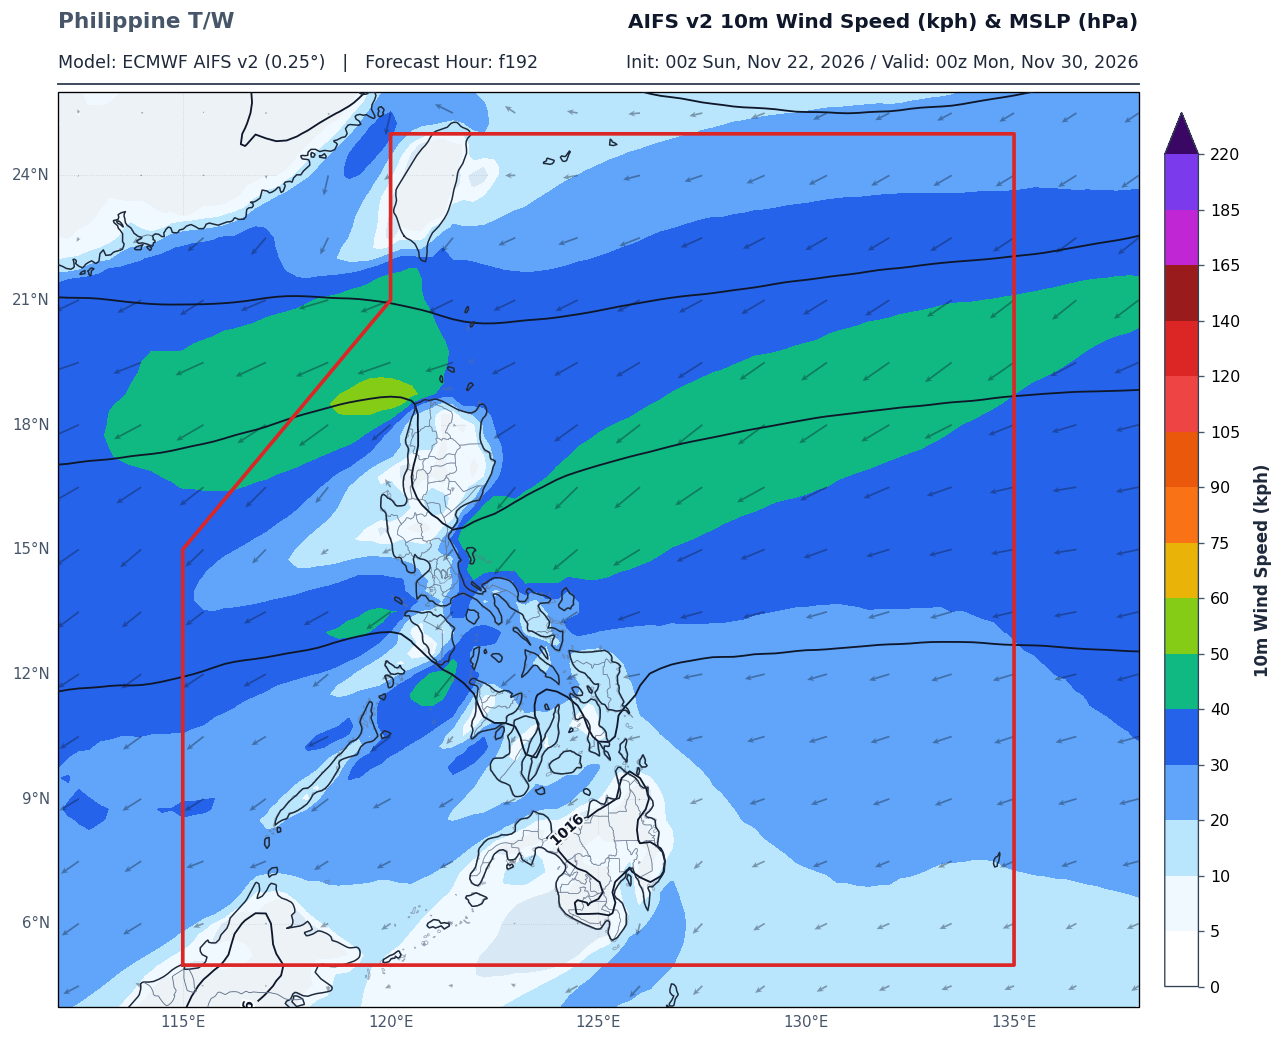 Philippine T/W
AIFS v2 10m Wind Speed (kph) & MSLP (hPa)
Model: ECMWF AIFS v2 (0.25°) | Forecast Hour: f192
Init: 00z Sun, Nov 22, 2026 / Valid: 00z Mon, Nov 30, 2026
24°N
21°N
18°N
15°N
12°N
9°N
6°N
115°E
120°E
125°E
130°E
135°E
1016
6
220
185
165
140
120
105
90
75
60
50
40
30
20
10
5
0
10m Wind Speed (kph)